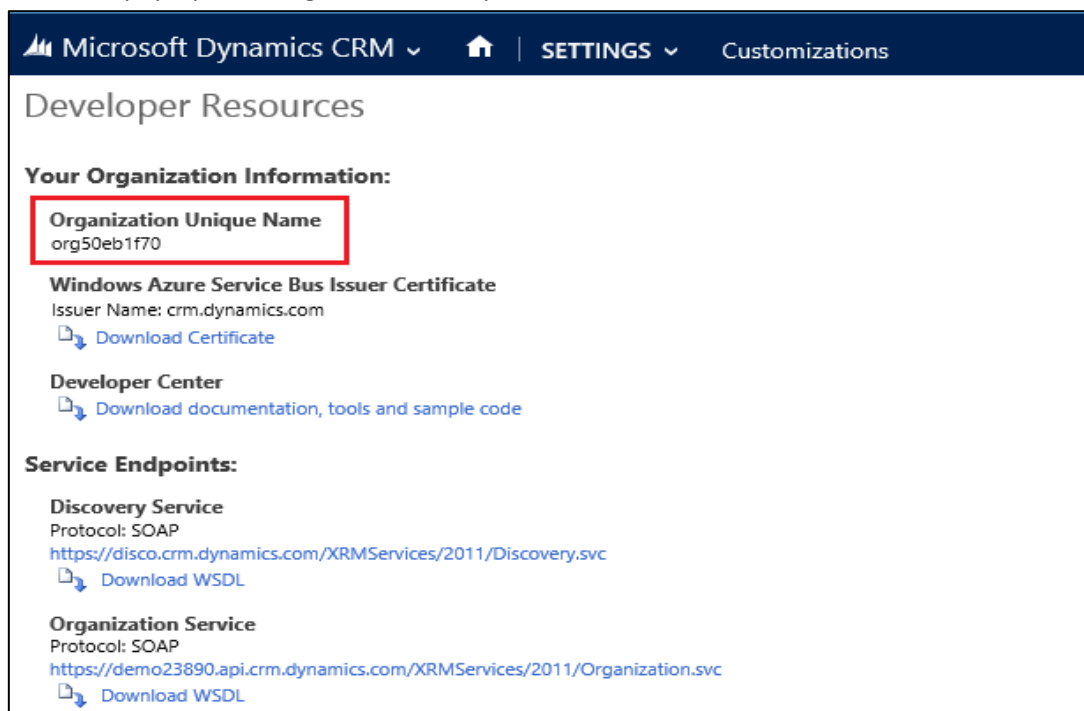 Microsoft Dynamics CRM SETTINGS Customizations
Developer Resources
Your Organization Information:
Organization Unique Name
org50eb1f70
Windows Azure Service Bus Issuer Certificate
Issuer Name: crm.dynamics.com
Download Certificate
Developer Center
Download documentation, tools and sample code
Service Endpoints:
Discovery Service
Protocol: SOAP
https://disco.crm.dynamics.com/XRMServices/2011/Discovery.svc
Download WSDL
Organization Service
Protocol: SOAP
https://demo23890.api.crm.dynamics.com/XRMServices/2011/Organization.svc
Download WSDL